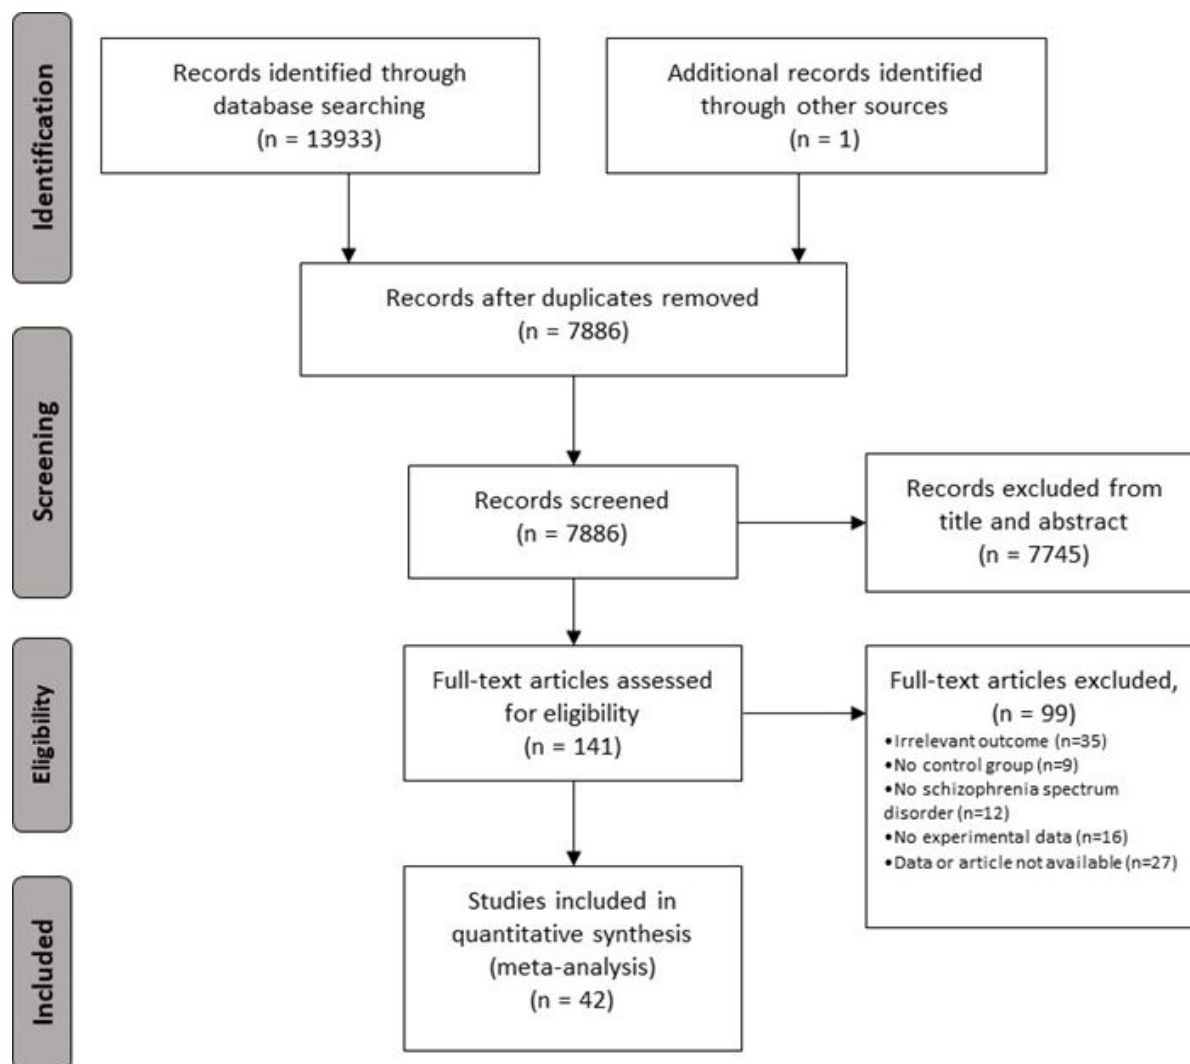 Identification
Records identified through
database searching
(n = 13933)
Additional records identified
through other sources
(n = 1)
Records after duplicates removed
(n = 7886)
Screening
Records screened
(n = 7886)
Records excluded from
title and abstract
(n = 7745)
Eligibility
Full-text articles assessed
for eligibility
(n = 141)
Full-text articles excluded,
(n = 99)
•Irrelevant outcome (n=35)
•No control group (n=9)
•No schizophrenia spectrum
disorder (n=12)
•No experimental data (n=16)
•Data or article not available (n=27)
Included
Studies included in
quantitative synthesis
(meta-analysis)
(n = 42)